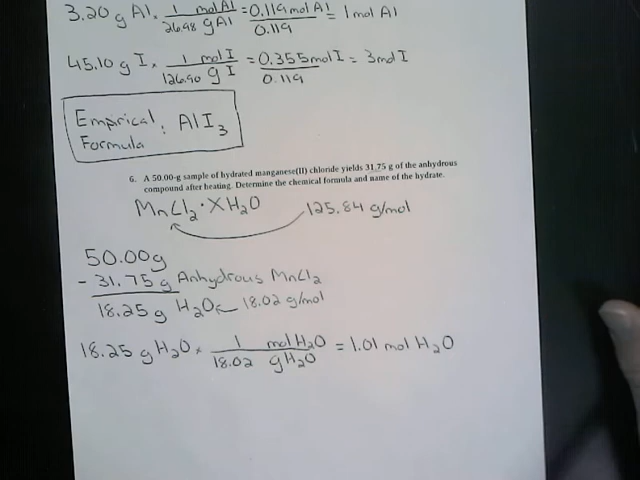 3.20 g Al × 1 mol Al / 26.98 g Al = 0.119 mol Al / 0.119 = 1 mol Al
45.10 g I × 1 mol I / 126.90 g I = 0.355 mol I / 0.119 = 3 mol I
Empirical Formula : AlI₃
6. A 50.00-g sample of hydrated manganese(II) chloride yields 31.75 g of the anhydrous
compound after heating. Determine the chemical formula and name of the hydrate.
MnCl₂ · XH₂O 125.84 g/mol
50.00g
- 31.75 g Anhydrous MnCl₂
18.25 g H₂O ← 18.02 g/mol
18.25 g H₂O × 1 mol H₂O / 18.02 g H₂O = 1.01 mol H₂O